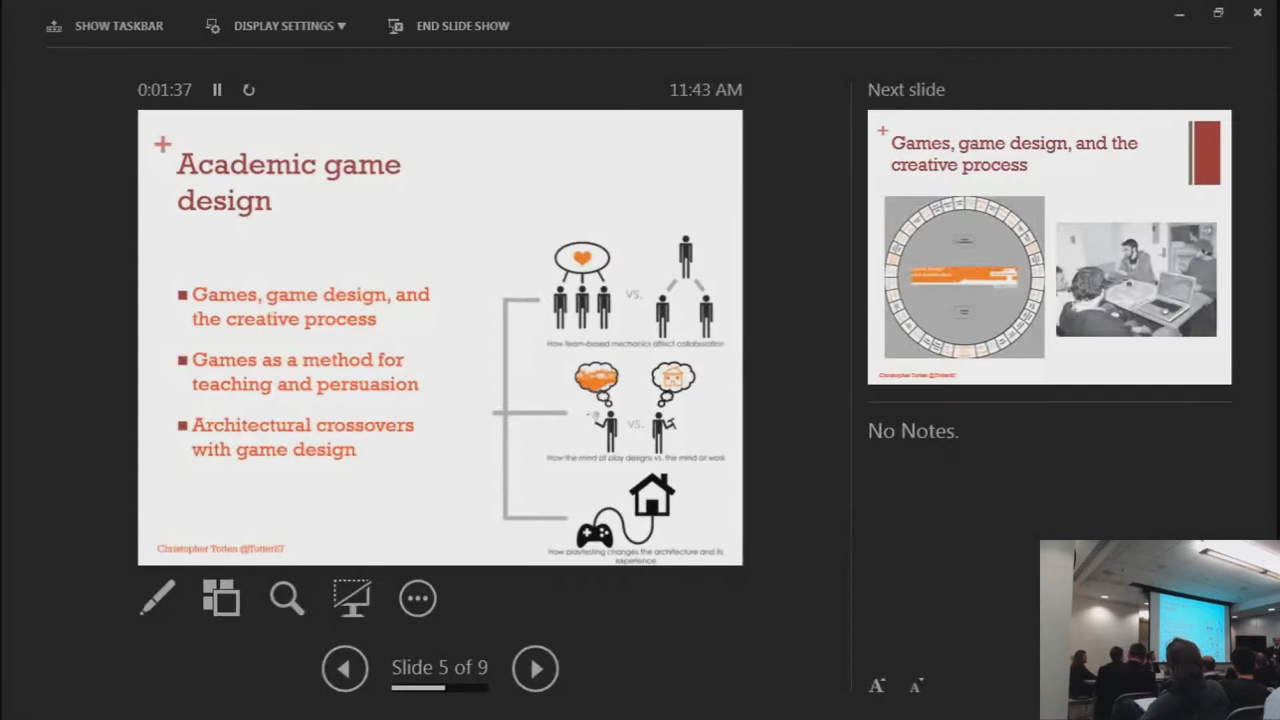 SHOW TASKBAR
DISPLAY SETTINGS
END SLIDE SHOW
0:01:37
11:43 AM
Academic game
design
Games, game design, and
the creative process
Games as a method for
teaching and persuasion
Architectural crossovers
with game design
VS.
How team-based mechanics affect collaboration
VS.
How the mind at play designs vs. the mind at work
How playtesting changes the architecture and its
experience
Christopher Totten @Totter87
Slide 5 of 9
Next slide
Games, game design, and the
creative process
Christopher Totten @Totter87
No Notes.
A A